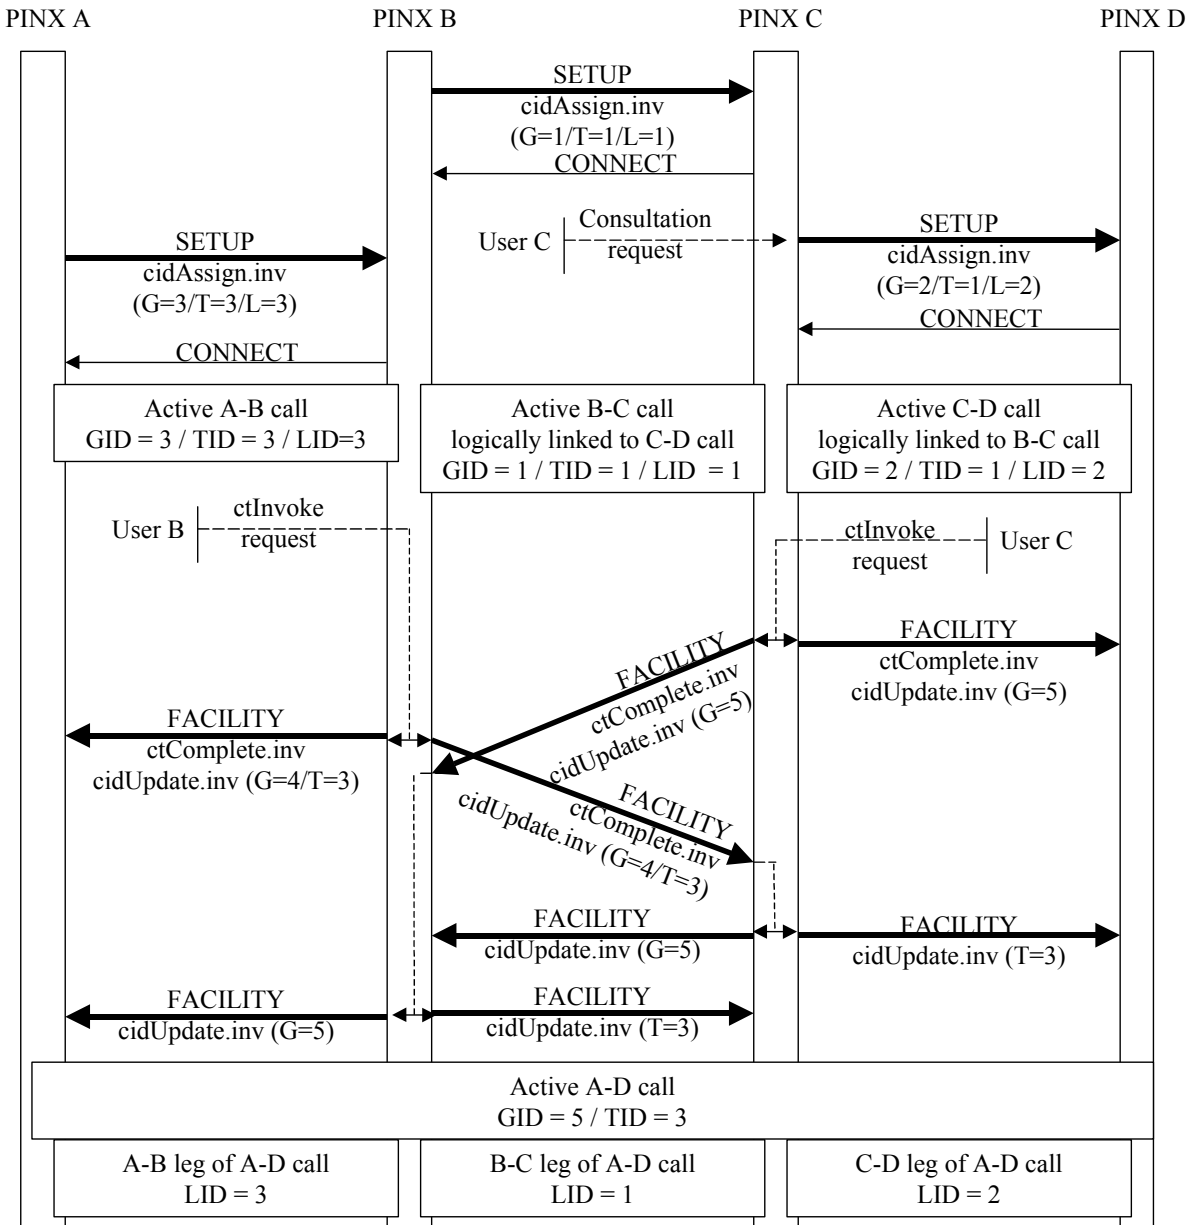 PINX A
PINX B
PINX C
PINX D
SETUP
cidAssign.inv
(G=1/T=1/L=1)
CONNECT
User C
Consultation
request
SETUP
cidAssign.inv
(G=2/T=1/L=2)
CONNECT
SETUP
cidAssign.inv
(G=3/T=3/L=3)
CONNECT
Active A-B call
GID = 3 / TID = 3 / LID=3
Active B-C call
logically linked to C-D call
GID = 1 / TID = 1 / LID  = 1
Active C-D call
logically linked to B-C call
GID = 2 / TID = 1 / LID = 2
User B
ctInvoke
request
ctInvoke
request
User C
FACILITY
ctComplete.inv
cidUpdate.inv (G=5)
FACILITY
ctComplete.inv
cidUpdate.inv (G=5)
FACILITY
ctComplete.inv
cidUpdate.inv (G=4/T=3)
FACILITY
ctComplete.inv
cidUpdate.inv (G=4/T=3)
FACILITY
cidUpdate.inv (G=5)
FACILITY
cidUpdate.inv (T=3)
FACILITY
cidUpdate.inv (G=5)
FACILITY
cidUpdate.inv (T=3)
Active A-D call
GID = 5 / TID = 3
A-B leg of A-D call
LID = 3
B-C leg of A-D call
LID = 1
C-D leg of A-D call
LID = 2